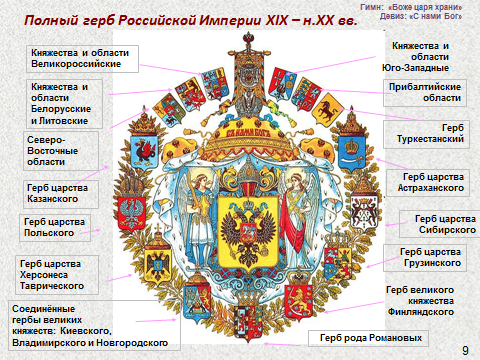 Полный герб Российской Империи XIX – н.XX вв.
Гимн: «Боже царя храни»
Девиз: «С нами Бог»
Княжества и области
Великороссийские
Княжества и
области
Белорусские
и Литовские
Северо-
Восточные
области
Герб царства
Казанского
Герб царства
Польского
Герб царства
Херсонеса
Таврического
Соединённые
гербы великих
княжеств: Киевского,
Владимирского и Новгородского
СЪ НАМИ БОГЪ
Княжества и
области
Юго-Западные
Прибалтийские
области
Герб
Туркестанский
Герб царства
Астраханского
Герб царства
Сибирского
Герб царства
Грузинского
Герб великого
княжества
Финляндского
Герб рода Романовых
9